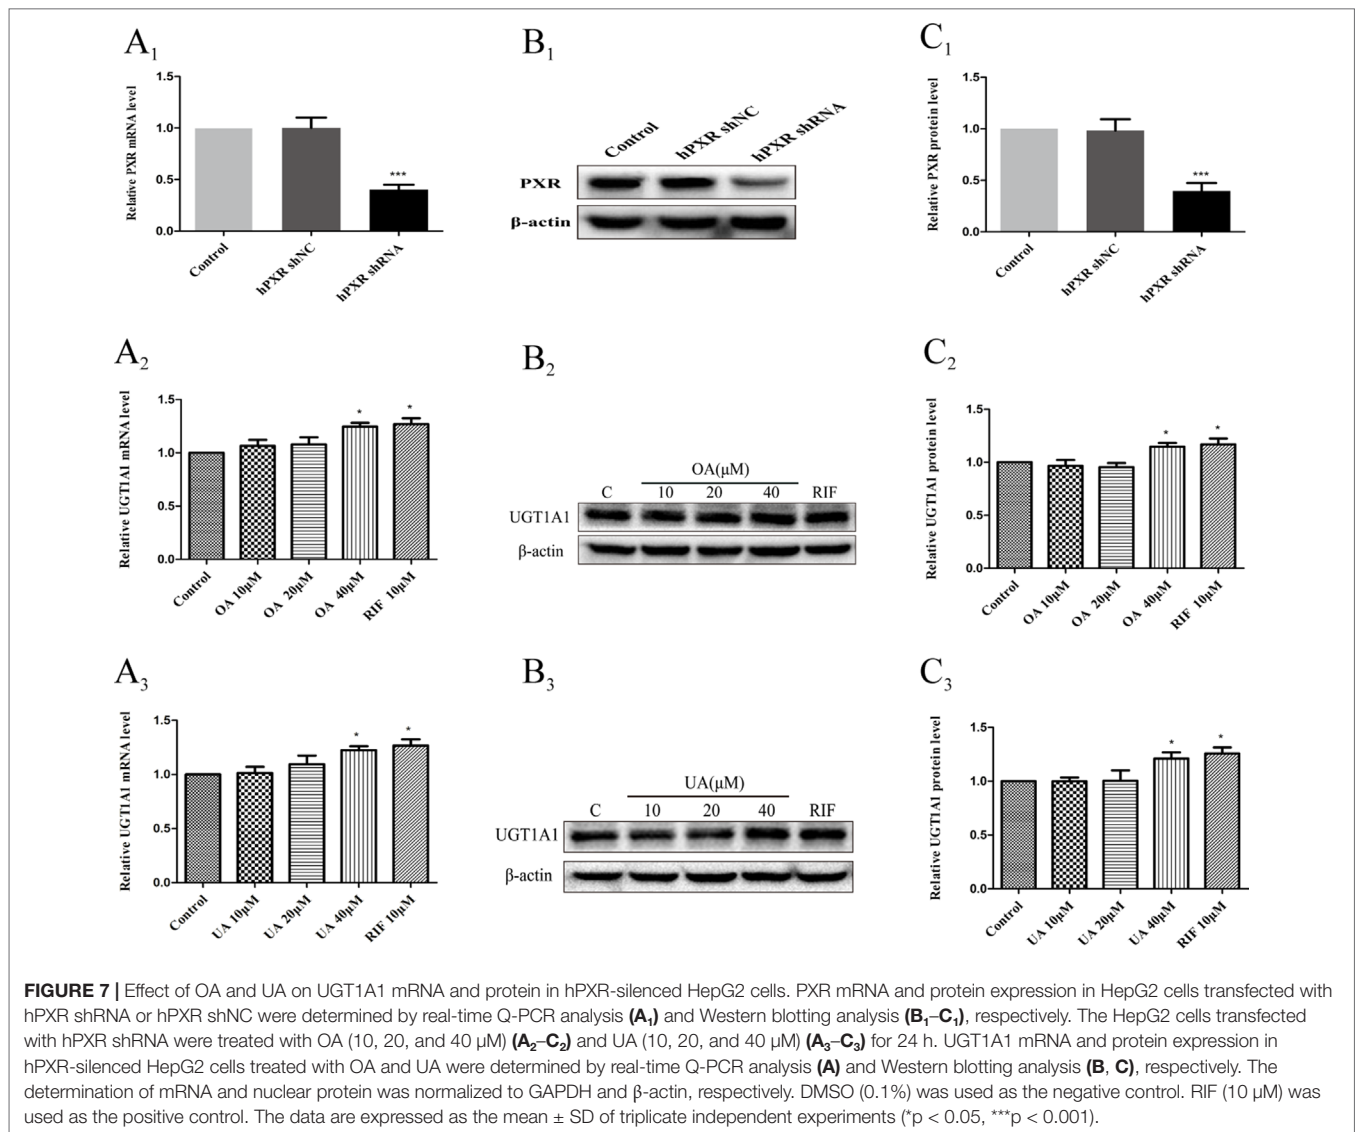 A1
B1
C1
Relative PXR mRNA level
1.5
1.0
0.5
0.0
***
Control
hPXR shNC
hPXR shRNA
Control
hPXR shNC
hPXR shRNA
PXR
β-actin
Relative PXR protein level
1.5
1.0
0.5
0.0
***
Control
hPXR shNC
hPXR shRNA
A2
B2
C2
Relative UGT1A1 mRNA level
1.5
1.0
0.5
0.0
*
*
Control
OA 10μM
OA 20μM
OA 40μM
RIF 10μM
OA(μM)
C 10 20 40 RIF
UGT1A1
β-actin
Relative UGT1A1 protein level
1.5
1.0
0.5
0.0
*
*
Control
OA 10μM
OA 20μM
OA 40μM
RIF 10μM
A3
B3
C3
Relative UGT1A1 mRNA level
1.5
1.0
0.5
0.0
*
*
Control
UA 10μM
UA 20μM
UA 40μM
RIF 10μM
UA(μM)
C 10 20 40 RIF
UGT1A1
β-actin
Relative UGT1A1 protein level
1.5
1.0
0.5
0.0
*
*
Control
UA 10μM
UA 20μM
UA 40μM
RIF 10μM
FIGURE 7 | Effect of OA and UA on UGT1A1 mRNA and protein in hPXR-silenced HepG2 cells. PXR mRNA and protein expression in HepG2 cells transfected with
hPXR shRNA or hPXR shNC were determined by real-time Q-PCR analysis (A1) and Western blotting analysis (B1–C1), respectively. The HepG2 cells transfected
with hPXR shRNA were treated with OA (10, 20, and 40 μM) (A2–C2) and UA (10, 20, and 40 μM) (A3–C3) for 24 h. UGT1A1 mRNA and protein expression in
hPXR-silenced HepG2 cells treated with OA and UA were determined by real-time Q-PCR analysis (A) and Western blotting analysis (B, C), respectively. The
determination of mRNA and nuclear protein was normalized to GAPDH and β-actin, respectively. DMSO (0.1%) was used as the negative control. RIF (10 μM) was
used as the positive control. The data are expressed as the mean ± SD of triplicate independent experiments (*p < 0.05, ***p < 0.001).